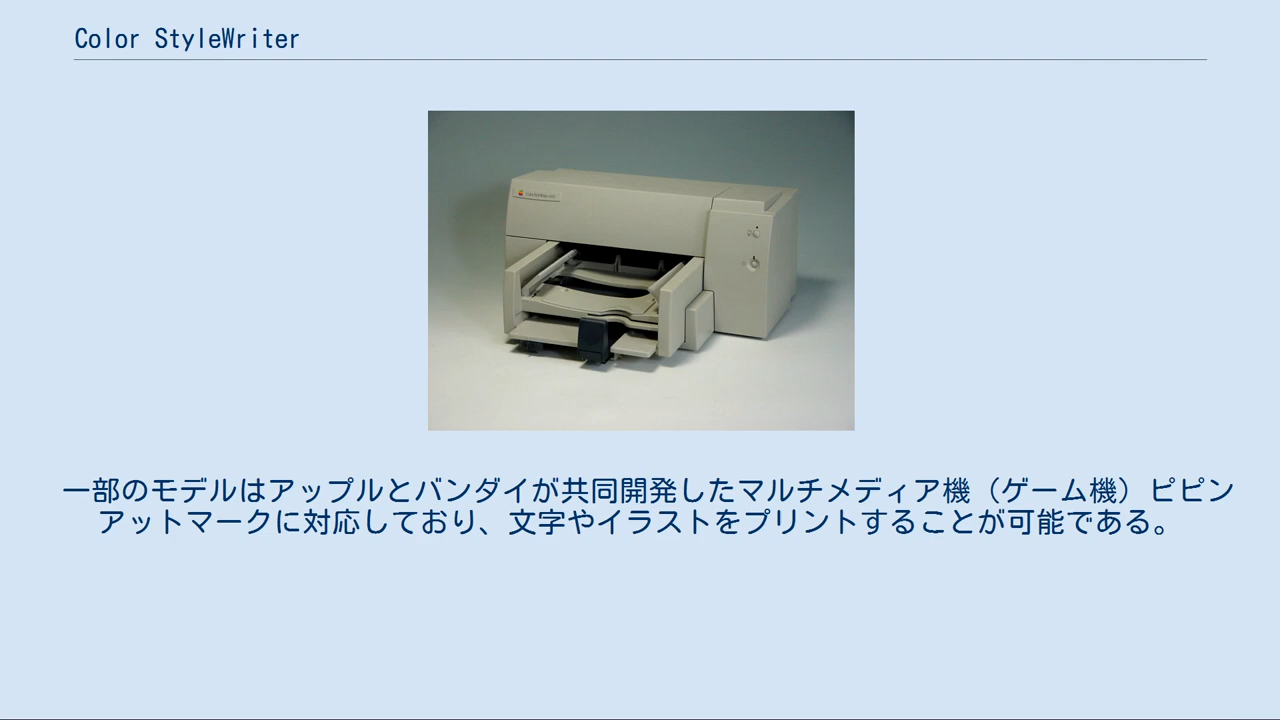 Color StyleWriter
一部のモデルはアップルとバンダイが共同開発したマルチメディア機（ゲーム機）ピピン
アットマークに対応しており、文字やイラストをプリントすることが可能である。